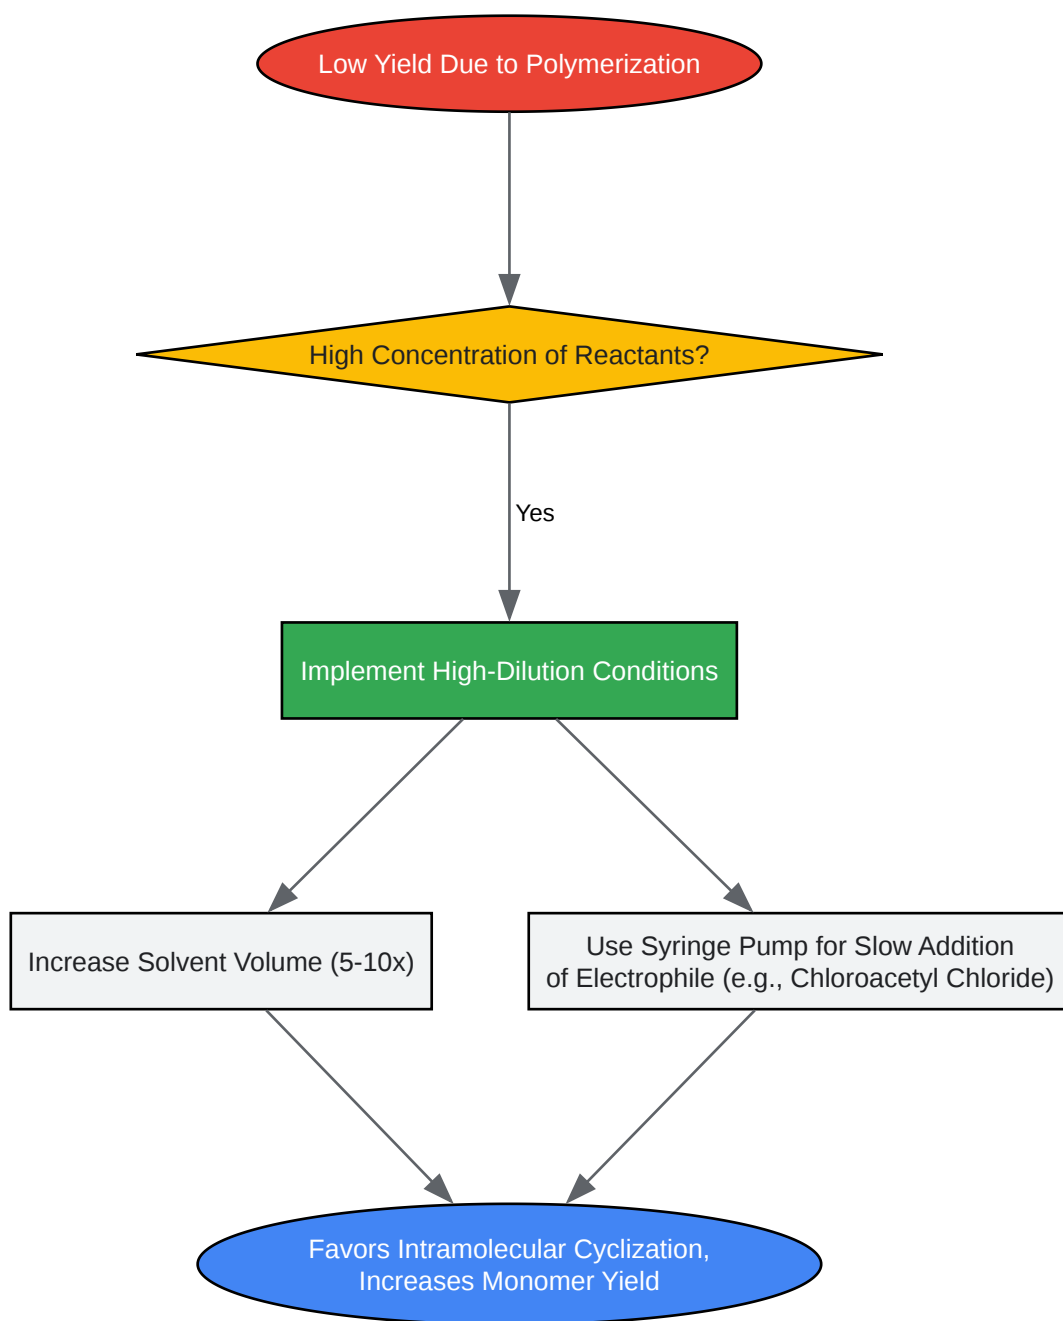 Low Yield Due to Polymerization
High Concentration of Reactants?
Yes
Implement High-Dilution Conditions
Increase Solvent Volume (5-10x)
Use Syringe Pump for Slow Addition
of Electrophile (e.g., Chloroacetyl Chloride)
Favors Intramolecular Cyclization,
Increases Monomer Yield